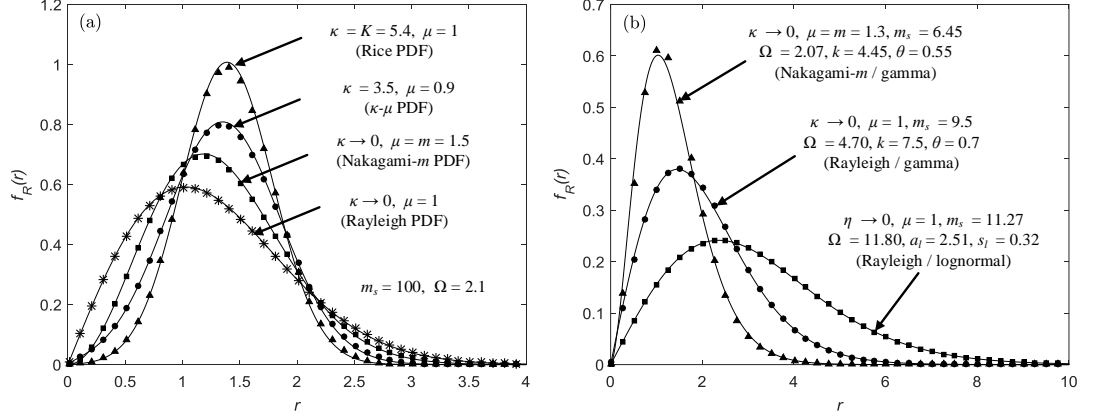 (a)
f_R(r)
1.2
1
0.8
0.6
0.4
0.2
0
κ = K = 5.4, μ = 1
(Rice PDF)
κ = 3.5, μ = 0.9
(κ-μ PDF)
κ → 0, μ = m = 1.5
(Nakagami-m PDF)
κ → 0, μ = 1
(Rayleigh PDF)
m_s = 100, Ω = 2.1
0 0.5 1 1.5 2 2.5 3 3.5 4
r
(b)
f_R(r)
0.7
0.6
0.5
0.4
0.3
0.2
0.1
0
κ → 0, μ = m = 1.3, m_s = 6.45
Ω = 2.07, k = 4.45, θ = 0.55
(Nakagami-m / gamma)
κ → 0, μ = 1, m_s = 9.5
Ω = 4.70, k = 7.5, θ = 0.7
(Rayleigh / gamma)
η → 0, μ = 1, m_s = 11.27
Ω = 11.80, a_l = 2.51, s_l = 0.32
(Rayleigh / lognormal)
0 2 4 6 8 10
r